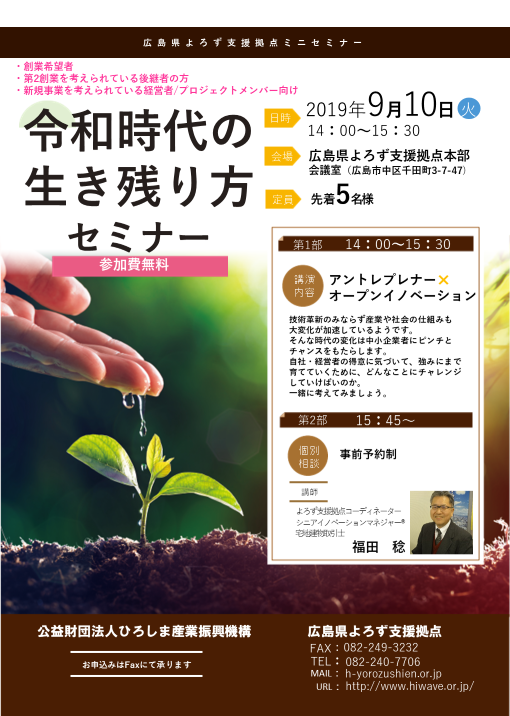 広島県よろず支援拠点ミニセミナー
・創業希望者
・第2創業を考えられている後継者の方
・新規事業を考えられている経営者/プロジェクトメンバー向け
令和時代の
生き残り方
セミナー
参加費無料
日時
2019年9月10日 火
14：00〜15：30
会場
広島県よろず支援拠点本部
会議室（広島市中区千田町3-7-47）
定員
先着5名様
第1部 14：00〜15：30
講演
内容
アントレプレナー×
オープンイノベーション
技術革新のみならず産業や社会の仕組みも
大変化が加速しているようです。
そんな時代の変化は中小企業者にピンチと
チャンスをもたらします。
自社・経営者の得意に気づいて、強みにまで
育てていくために、どんなことにチャレンジ
していけばいいのか。
一緒に考えてみましょう。
第2部 15：45〜
個別
相談
事前予約制
講師
よろず支援拠点コーディネーター
シニアイノベーションマネジャー®
宅地建物取引士
福田 稔
公益財団法人ひろしま産業振興機構
お申込みはFaxにて承ります
広島県よろず支援拠点
FAX：082-249-3232
TEL： 082-240-7706
MAIL： h-yorozushien.or.jp
URL： http://www.hiwave.or.jp/